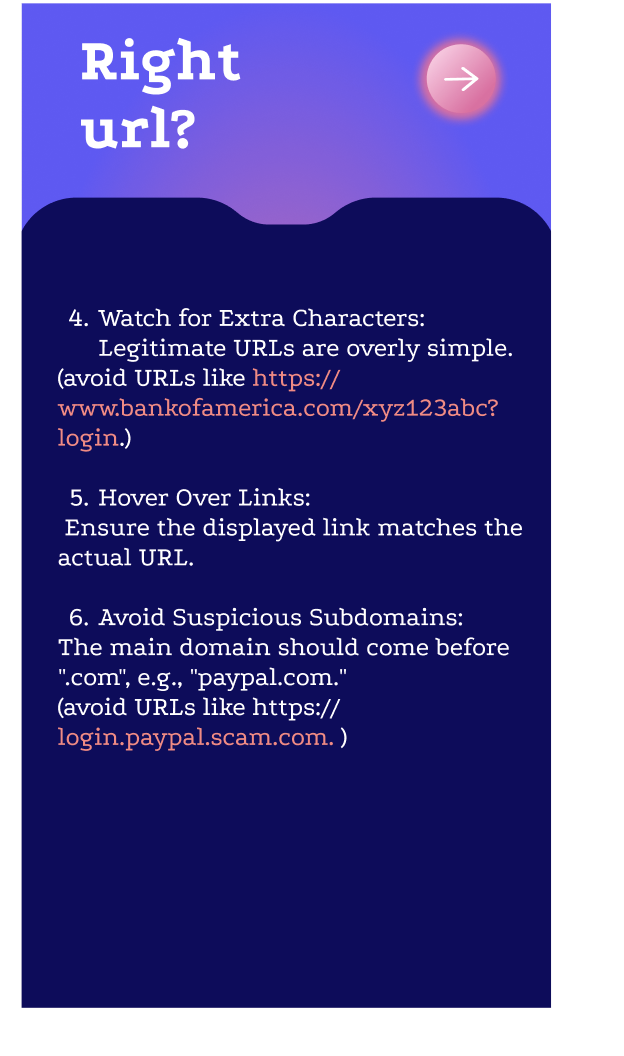 Right
url?
4. Watch for Extra Characters:
Legitimate URLs are overly simple.
(avoid URLs like https://
www.bankofamerica.com/xyz123abc?
login.)
5. Hover Over Links:
Ensure the displayed link matches the
actual URL.
6. Avoid Suspicious Subdomains:
The main domain should come before
".com", e.g., "paypal.com."
(avoid URLs like https://
login.paypal.scam.com. )